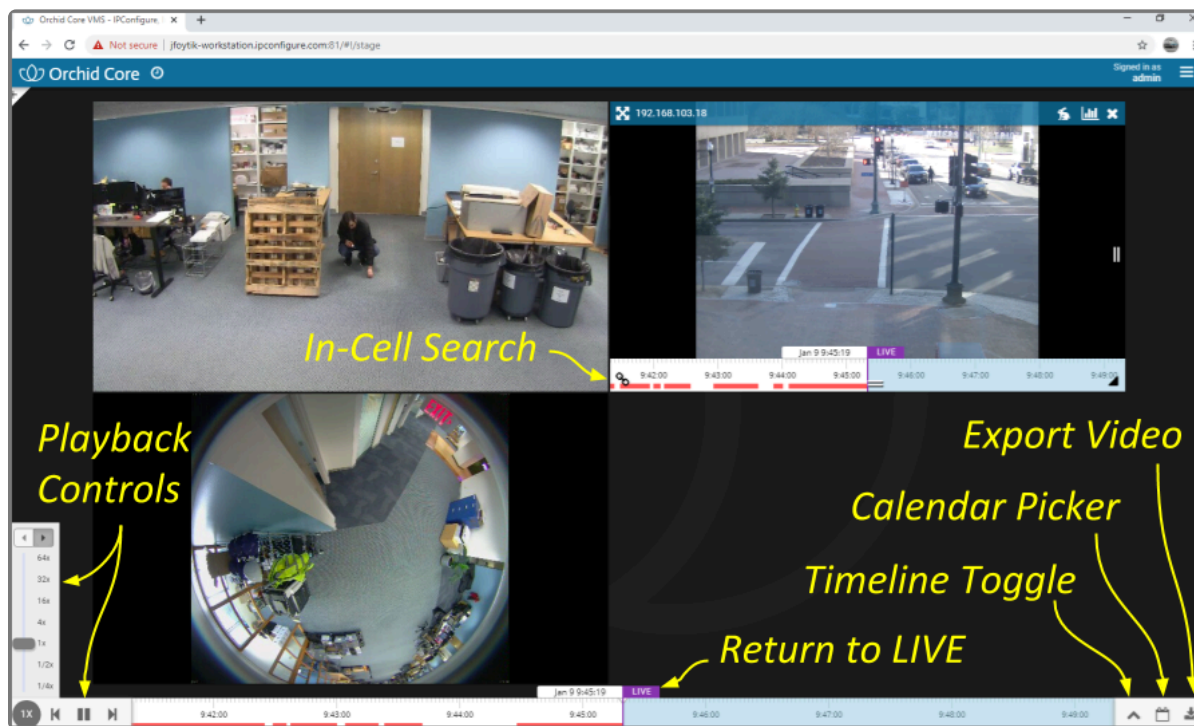 Orchid Core VMS - IPConfigure,
Not secure | jfoytik-workstation.ipconfigure.com:81/#!/stage
Orchid Core
Signed in as
admin
192.168.103.18
In-Cell Search
Jan 9 9:45:19 LIVE
9:42:00 9:43:00 9:44:00 9:45:00 9:46:00 9:47:00 9:48:00 9:49:00
EXIT
Playback
Controls
Export Video
Calendar Picker
Timeline Toggle
Return to LIVE
64x
32x
16x
4x
1x
1/2x
1/4x
Jan 9 9:45:19 LIVE
1X
9:42:00 9:43:00 9:44:00 9:45:00 9:46:00 9:47:00 9:48:00 9:49:00